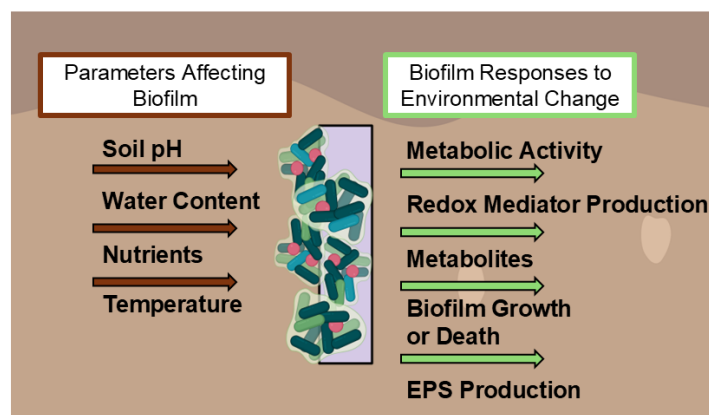 Parameters Affecting
Biofilm
Soil pH
Water Content
Nutrients
Temperature
Biofilm Responses to
Environmental Change
Metabolic Activity
Redox Mediator Production
Metabolites
Biofilm Growth
or Death
EPS Production